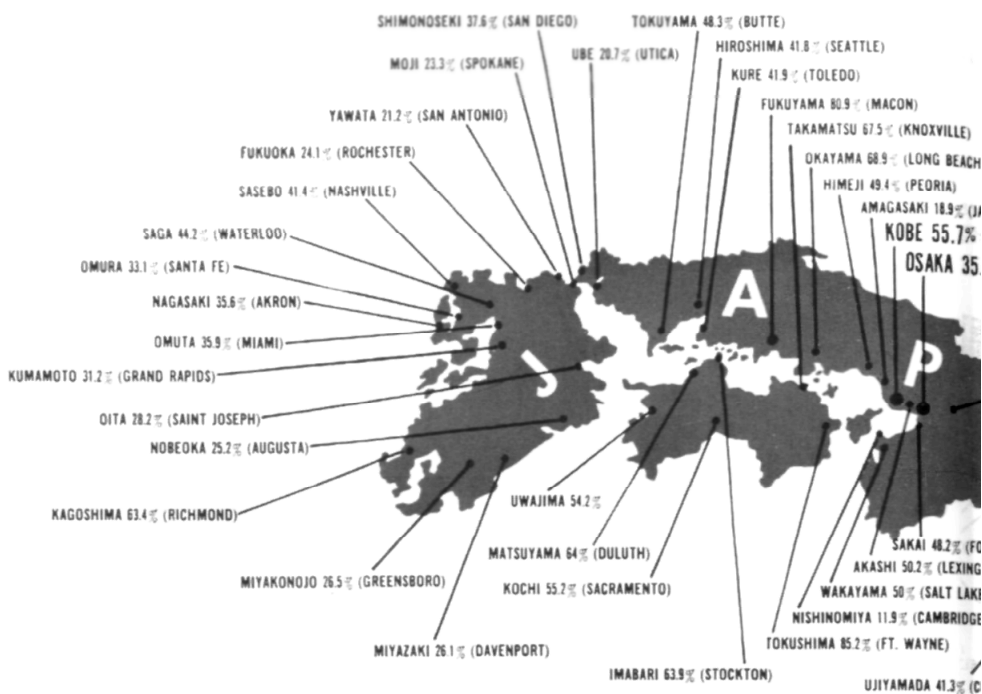 SHIMONOSEKI 37.6% (SAN DIEGO)
TOKUYAMA 48.3% (BUTTE)
HIROSHIMA 41.8% (SEATTLE)
UBE 20.7% (UTICA)
MOJI 23.3% (SPOKANE)
KURE 41.9% (TOLEDO)
FUKUYAMA 80.9% (MACON)
YAWATA 21.2% (SAN ANTONIO)
TAKAMATSU 67.5% (KNOXVILLE)
FUKUOKA 24.1% (ROCHESTER)
OKAYAMA 68.9% (LONG BEACH
SASEBO 41.4% (NASHVILLE)
HIMEJI 49.4% (PEORIA)
AMAGASAKI 18.9% (JA
SAGA 44.2% (WATERLOO)
KOBE 55.7%
OMURA 33.1% (SANTA FE)
OSAKA 35.
NAGASAKI 35.6% (AKRON)
A
OMUTA 35.9% (MIAMI)
J
P
KUMAMOTO 31.2% (GRAND RAPIDS)
OITA 28.2% (SAINT JOSEPH)
NOBEOKA 25.2% (AUGUSTA)
UWAJIMA 54.2%
KAGOSHIMA 63.4% (RICHMOND)
SAKAI 48.2% (FO
MATSUYAMA 64% (DULUTH)
AKASHI 50.2% (LEXING
MIYAKONOJO 26.5% (GREENSBORO)
KOCHI 55.2% (SACRAMENTO)
WAKAYAMA 50% (SALT LAKE
NISHINOMIYA 11.9% (CAMBRIDGE
TOKUSHIMA 85.2% (FT. WAYNE)
MIYAZAKI 26.1% (DAVENPORT)
IMABARI 63.9% (STOCKTON)
UJIYAMADA 41.3% (C